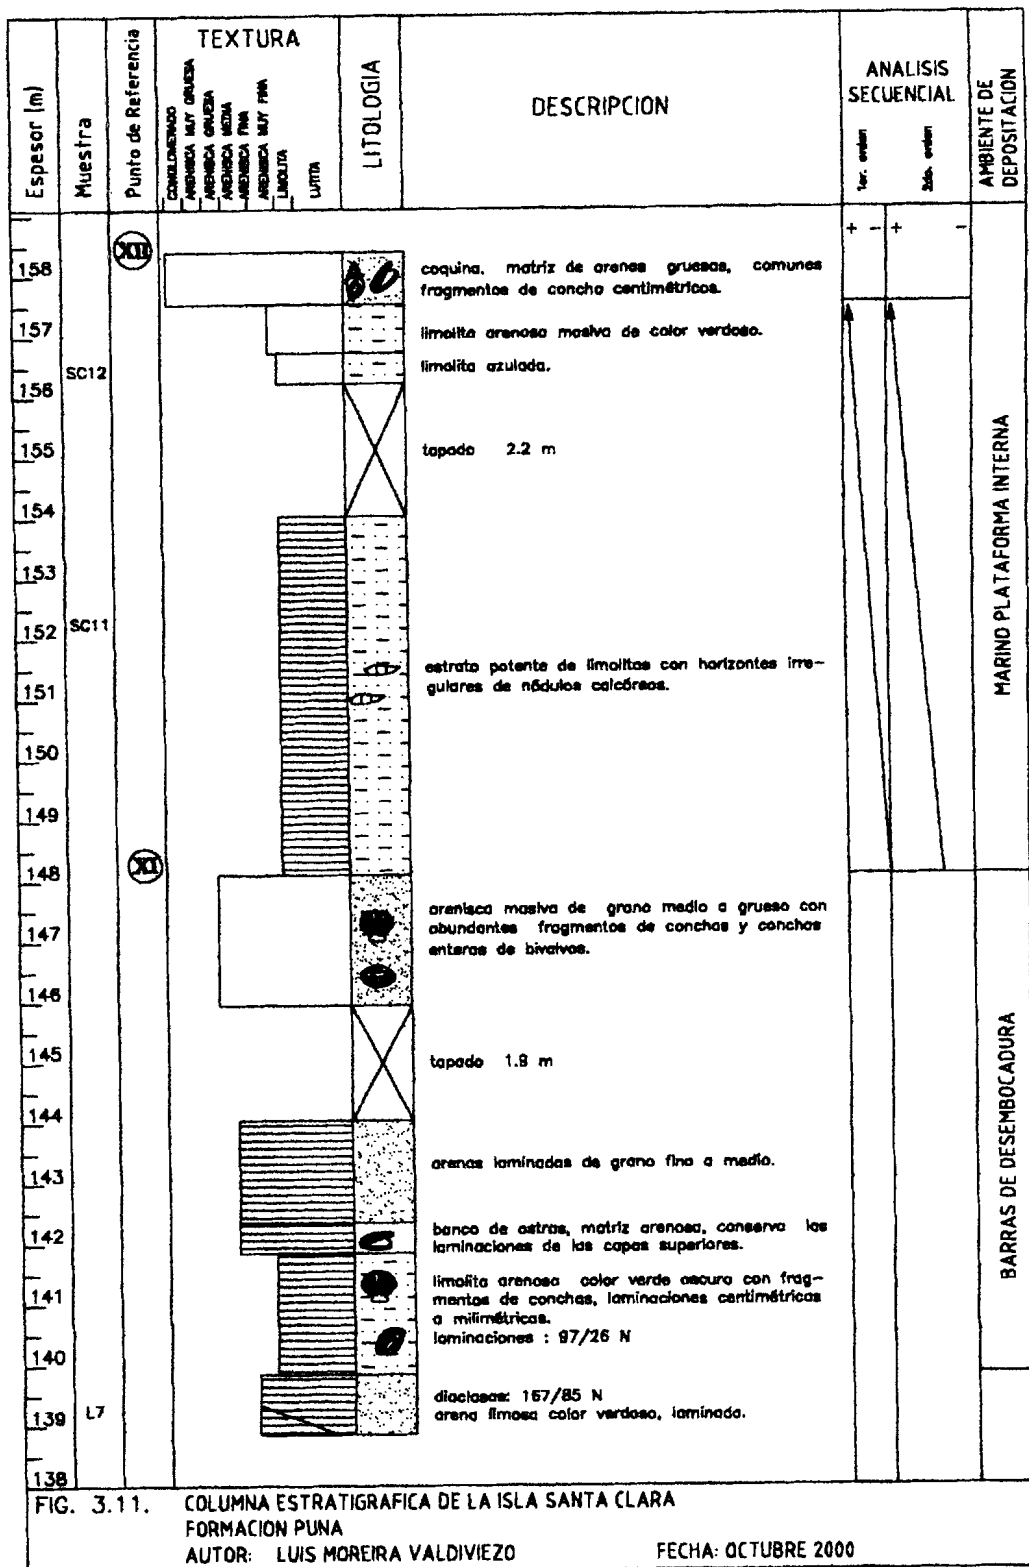 Espesor (m)
Muestra
Punto de Referencia
TEXTURA
CONGLOMERADO
ARENISCA MUY GRUESA
ARENISCA GRUESA
ARENISCA MEDIA
ARENISCA FINA
ARENISCA MUY FINA
LIMOLITA
LUTITA
LITOLOGIA
DESCRIPCION
ANALISIS
SECUENCIAL
1er. orden
2do. orden
AMBIENTE DE
DEPOSITACION
+ - + -
XII
158
coquina. matriz de arenas gruesas, comunes
fragmentos de concha centimétricos.
157
limolita arenosa masiva de color verdoso.
SC12
limolita azulada.
156
155
tapado 2.2 m
154
153
152
SC11
estrato potente de limolitas con horizontes irre-
gulares de nódulos calcáreos.
151
150
149
MARINO PLATAFORMA INTERNA
XI
148
arenisca masiva de grano medio a grueso con
abundantes fragmentos de conchas y conchas
enteras de bivalvos.
147
146
145
tapado 1.9 m
144
arenas laminadas de grano fino a medio.
143
142
banco de ostras, matriz arenosa, conserva las
laminaciones de las capas superiores.
141
limolita arenosa color verde oscuro con frag-
mentos de conchas, laminaciones centimétricas
a milimétricas.
laminaciones : 97/26 N
140
BARRAS DE DESEMBOCADURA
diaclasas: 167/85 N
139
L7
arena limosa color verdoso, laminada.
138
FIG. 3.11. COLUMNA ESTRATIGRAFICA DE LA ISLA SANTA CLARA
FORMACION PUNA
AUTOR: LUIS MOREIRA VALDIVIEZO FECHA: OCTUBRE 2000